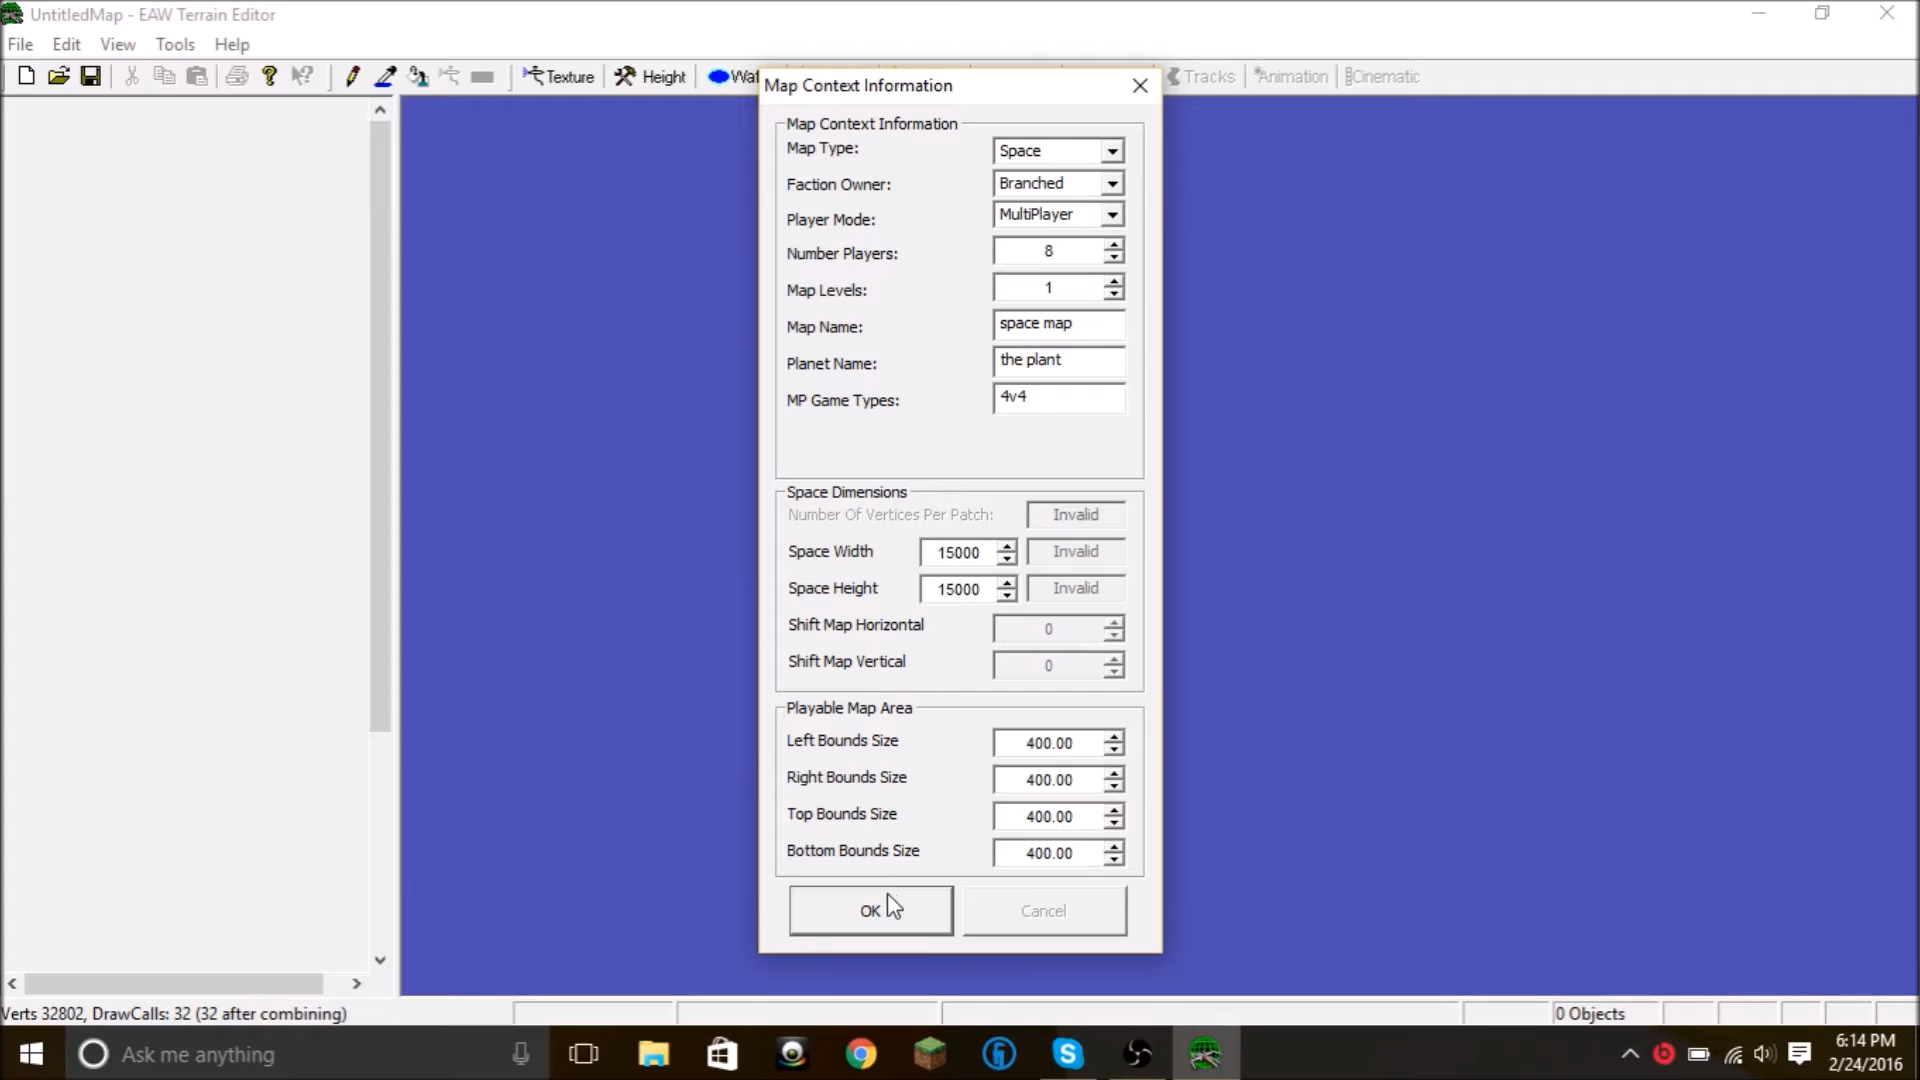 UntitledMap - EAW Terrain Editor
File Edit View Tools Help
Texture Height Wat Tracks Animation Cinematic
Map Context Information
Map Context Information
Map Type: Space
Faction Owner: Branched
Player Mode: MultiPlayer
Number Players: 8
Map Levels: 1
Map Name: space map
Planet Name: the plant
MP Game Types: 4v4
Space Dimensions
Number Of Vertices Per Patch: Invalid
Space Width 15000 Invalid
Space Height 15000 Invalid
Shift Map Horizontal 0
Shift Map Vertical 0
Playable Map Area
Left Bounds Size 400.00
Right Bounds Size 400.00
Top Bounds Size 400.00
Bottom Bounds Size 400.00
OK Cancel
Verts 32802, DrawCalls: 32 (32 after combining) 0 Objects
Ask me anything
6:14 PM
2/24/2016